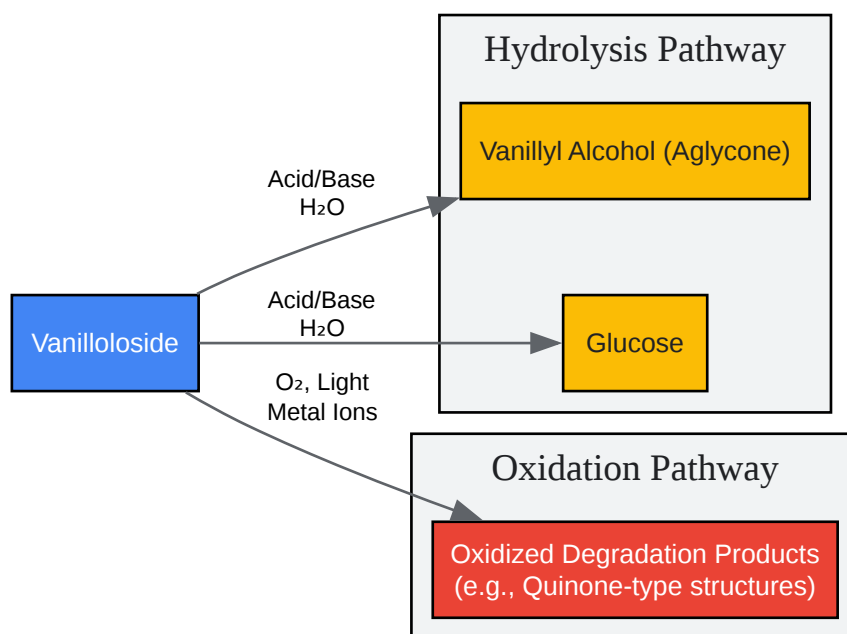 Hydrolysis Pathway
Vanillyl Alcohol (Aglycone)
Acid/Base
H₂O
Vanilloloside
Acid/Base
H₂O
Glucose
O₂, Light
Metal Ions
Oxidation Pathway
Oxidized Degradation Products
(e.g., Quinone-type structures)